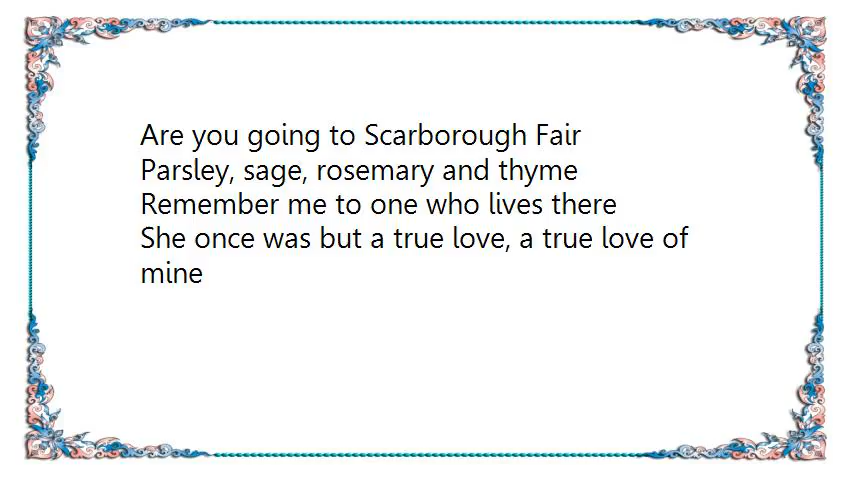 Are you going to Scarborough Fair
Parsley, sage, rosemary and thyme
Remember me to one who lives there
She once was but a true love, a true love of
mine